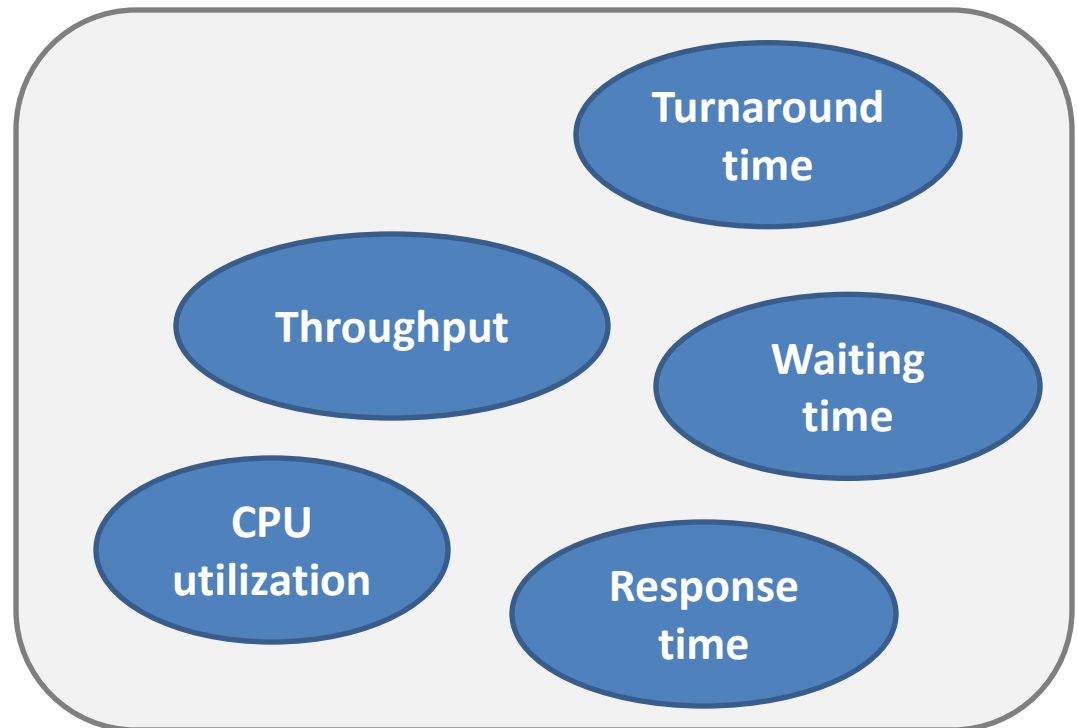 Turnaround
time
Throughput
Waiting
time
CPU
utilization
Response
time